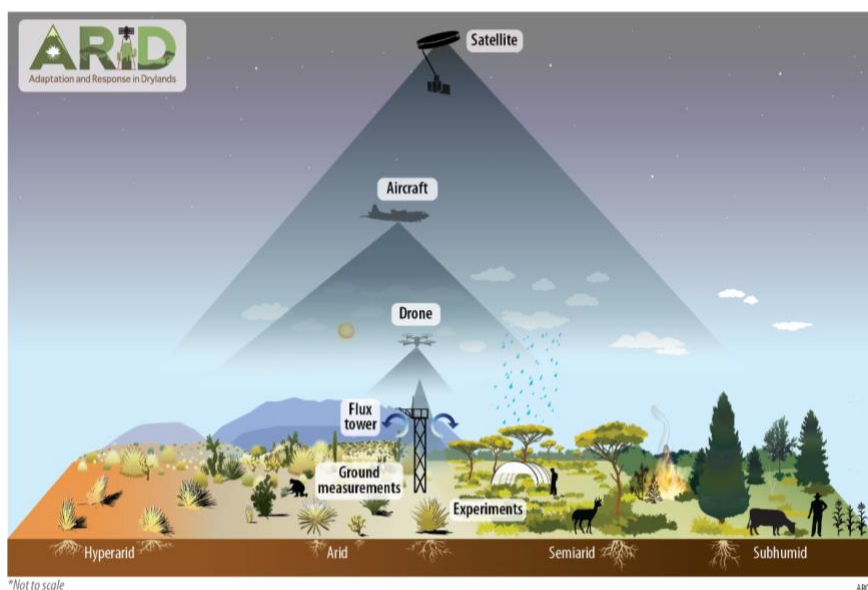 ARID
Adaptation and Response in Drylands
Satellite
Aircraft
Drone
Flux
tower
Ground
measurements
Experiments
Hyperarid
Arid
Semiarid
Subhumid
*Not to scale